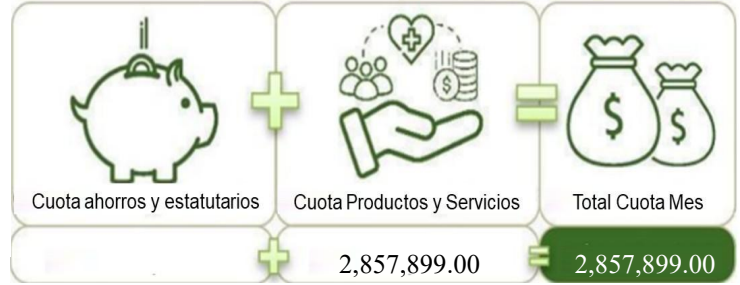 Cuota ahorros y estatutarios
Cuota Productos y Servicios
Total Cuota Mes
+ 2,857,899.00 = 2,857,899.00